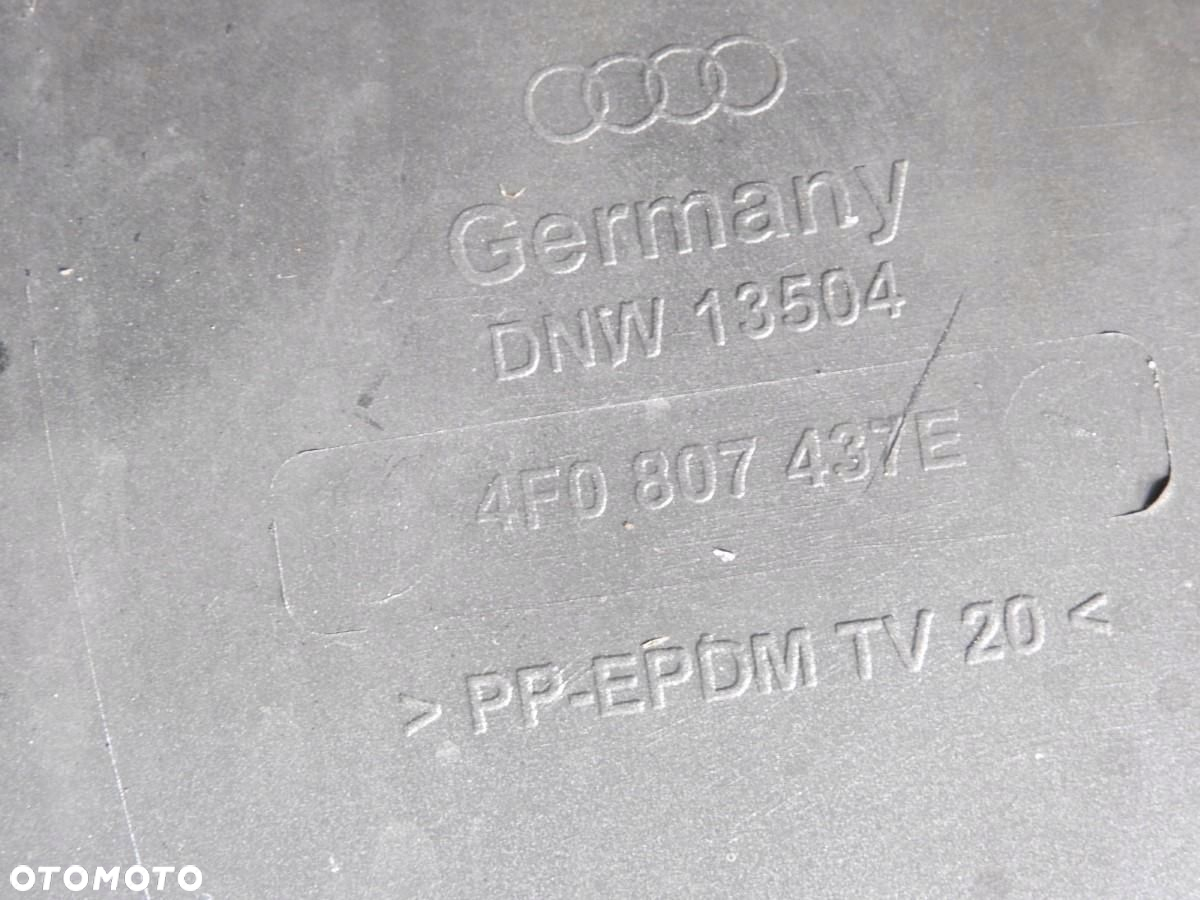 Germany
DNW 13504
4F0 807 437E
> PP-EPDM TV 20 <
OTOMOTO